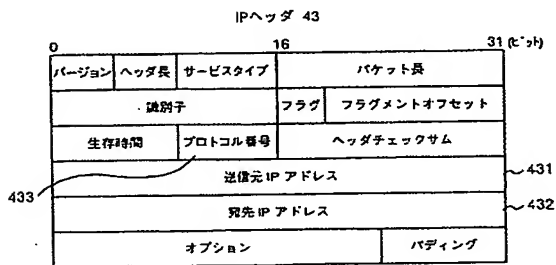 IPヘッダ 43
0 16 31 (ビット)
バージョン ヘッダ長 サービスタイプ パケット長
識別子 フラグ フラグメントオフセット
生存時間 プロトコル番号 ヘッダチェックサム
送信元 IP アドレス 431
433
宛先 IP アドレス 432
オプション パディング